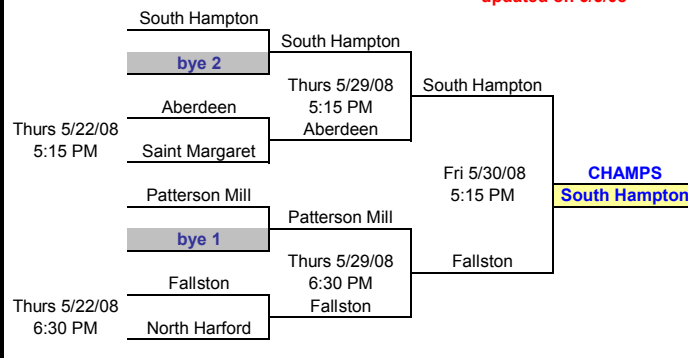 South Hampton
South Hampton
bye 2
Thurs 5/29/08
5:15 PM
South Hampton
Aberdeen
Aberdeen
Thurs 5/22/08
5:15 PM
Saint Margaret
Fri 5/30/08
5:15 PM
CHAMPS
South Hampton
Patterson Mill
Patterson Mill
bye 1
Thurs 5/29/08
6:30 PM
Fallston
Fallston
Fallston
Thurs 5/22/08
6:30 PM
North Harford